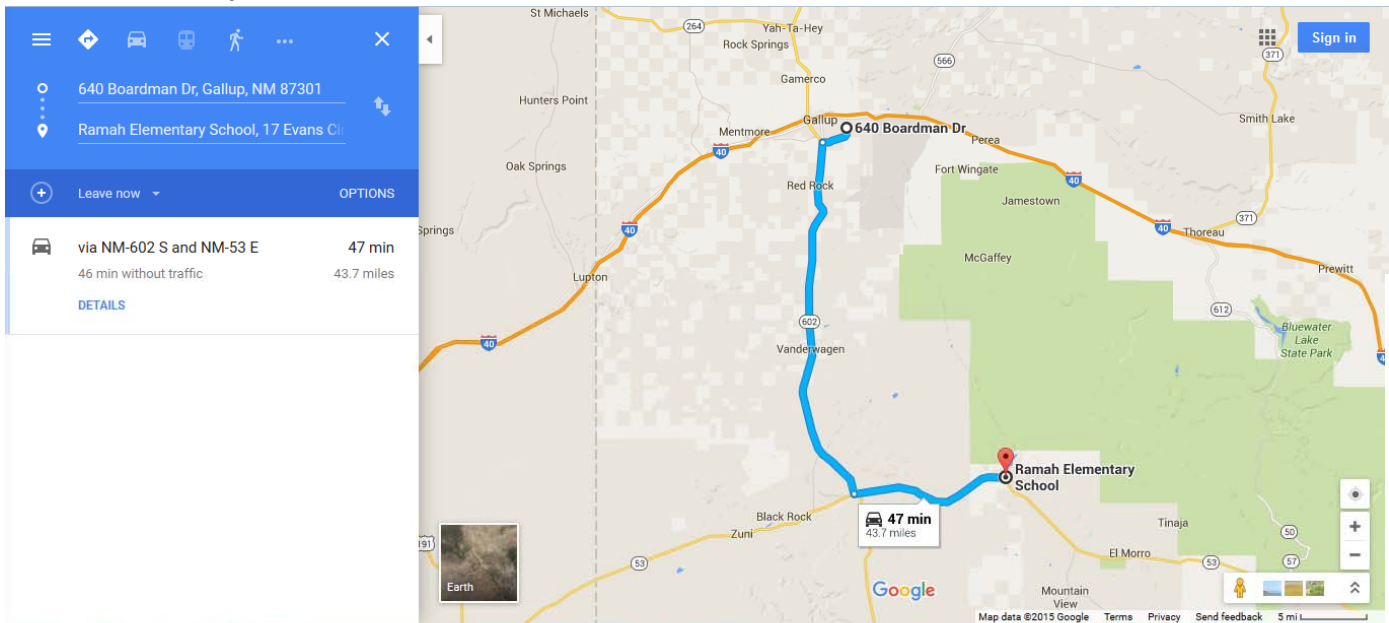 640 Boardman Dr, Gallup, NM 87301
Ramah Elementary School, 17 Evans Ci
Leave now
OPTIONS
via NM-602 S and NM-53 E
47 min
46 min without traffic
43.7 miles
DETAILS
Sign in
St Michaels
264
Yah-Ta-Hey
Rock Springs
371
566
Gamerco
Hunters Point
Smith Lake
Gallup
640 Boardman Dr
Mentmore
Perea
40
Oak Springs
Fort Wingate
Red Rock
40
Jamestown
371
Springs
40
40
Thoreau
McGaffey
Prewitt
Lupton
612
602
Bluewater
Lake
State Park
40
Vanderwagen
4
Ramah Elementary
School
47 min
43.7 miles
Black Rock
Zuni
Tinaja
50
191
El Morro
53
53
57
Earth
Google
Mountain
View
Map data ©2015 Google
Terms
Privacy
Send feedback
5 mi